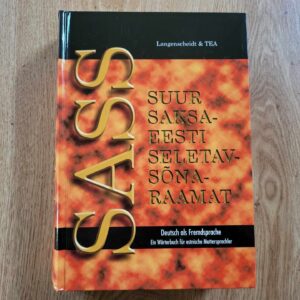 Langenscheidt & TEA
SASS
SUUR
SAKSA-
EESTI
SELETAV-
SÕNA-
RAAMAT
Deutsch als Fremdsprache
Ein Wörterbuch für estnische Muttersprachler